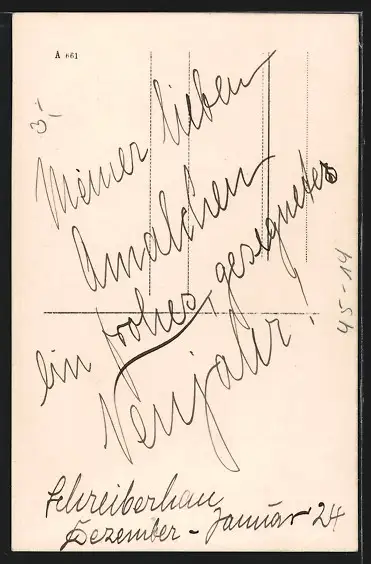 A 661
3,-
Meiner lieben
Amalchen
ein frohes, gesegnetes
Neujahr!
45-14
Schreiberhau
Dezember - Januar 24